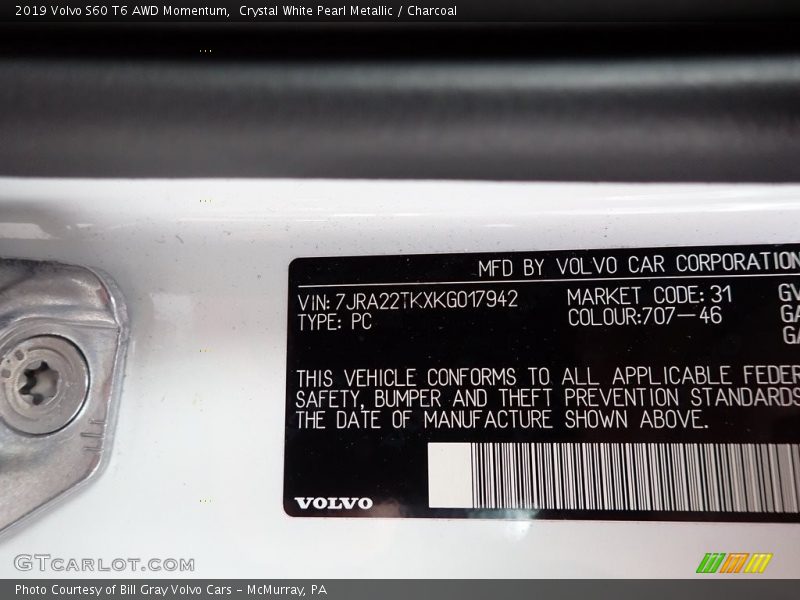 2019 Volvo S60 T6 AWD Momentum,  Crystal White Pearl Metallic / Charcoal
MFD BY VOLVO CAR CORPORATION
VIN: 7JRA22TKXKG017942
MARKET CODE: 31
TYPE: PC
COLOUR:707-46
THIS VEHICLE CONFORMS TO ALL APPLICABLE FEDER
SAFETY, BUMPER AND THEFT PREVENTION STANDARDS
THE DATE OF MANUFACTURE SHOWN ABOVE.
VOLVO
GTCARLOT.COM
Photo Courtesy of Bill Gray Volvo Cars - McMurray, PA